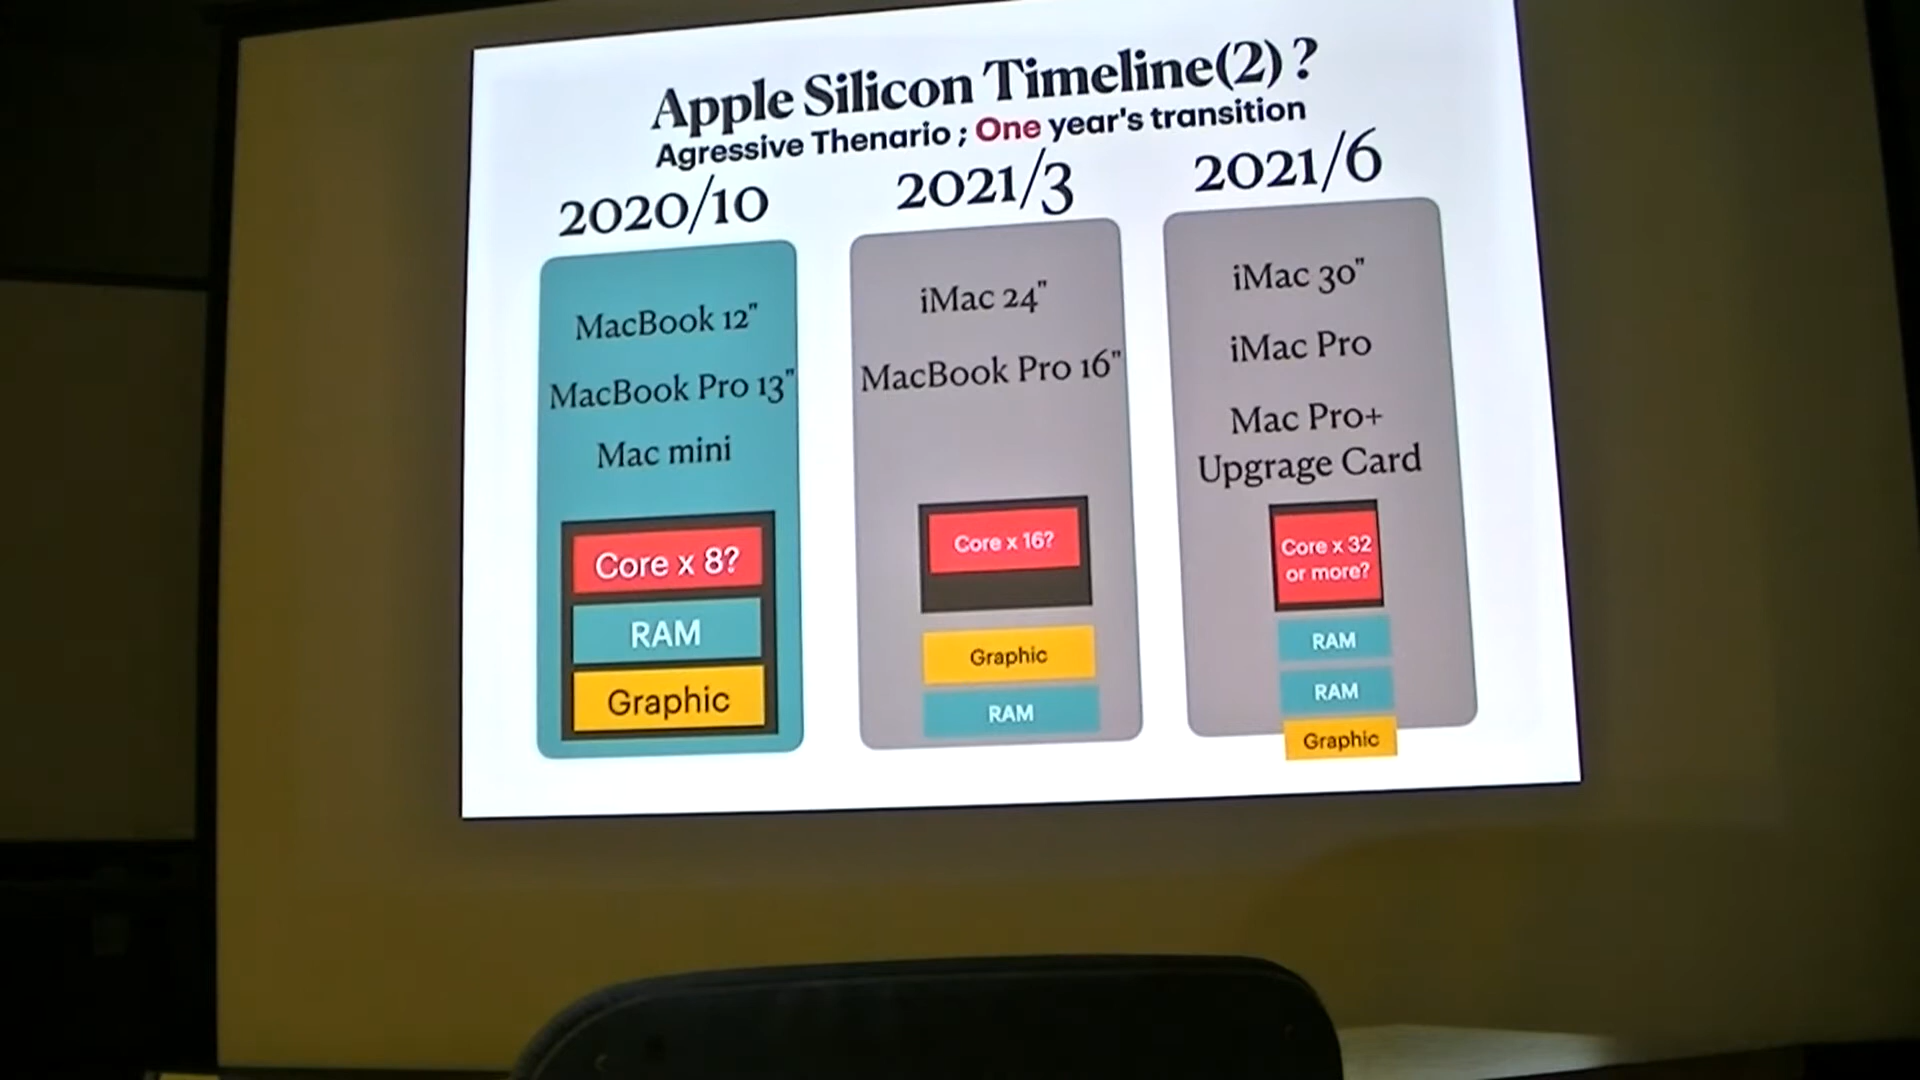 Apple Silicon Timeline(2) ?
Agressive Thenario ; One year's transition
2020/10
MacBook 12"
MacBook Pro 13"
Mac mini
Core x 8?
RAM
Graphic
2021/3
iMac 24"
MacBook Pro 16"
Core x 16?
Graphic
RAM
2021/6
iMac 30"
iMac Pro
Mac Pro+
Upgrage Card
Core x 32
or more?
RAM
RAM
Graphic